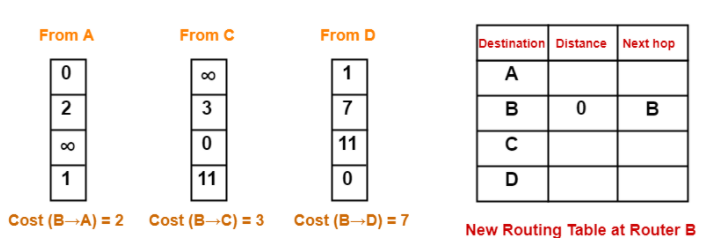 From A From C From D
0 ∞ 1
2 3 7
∞ 0 11
1 11 0
Cost (B→A) = 2 Cost (B→C) = 3 Cost (B→D) = 7
Destination Distance Next hop
A
B 0 B
C
D
New Routing Table at Router B